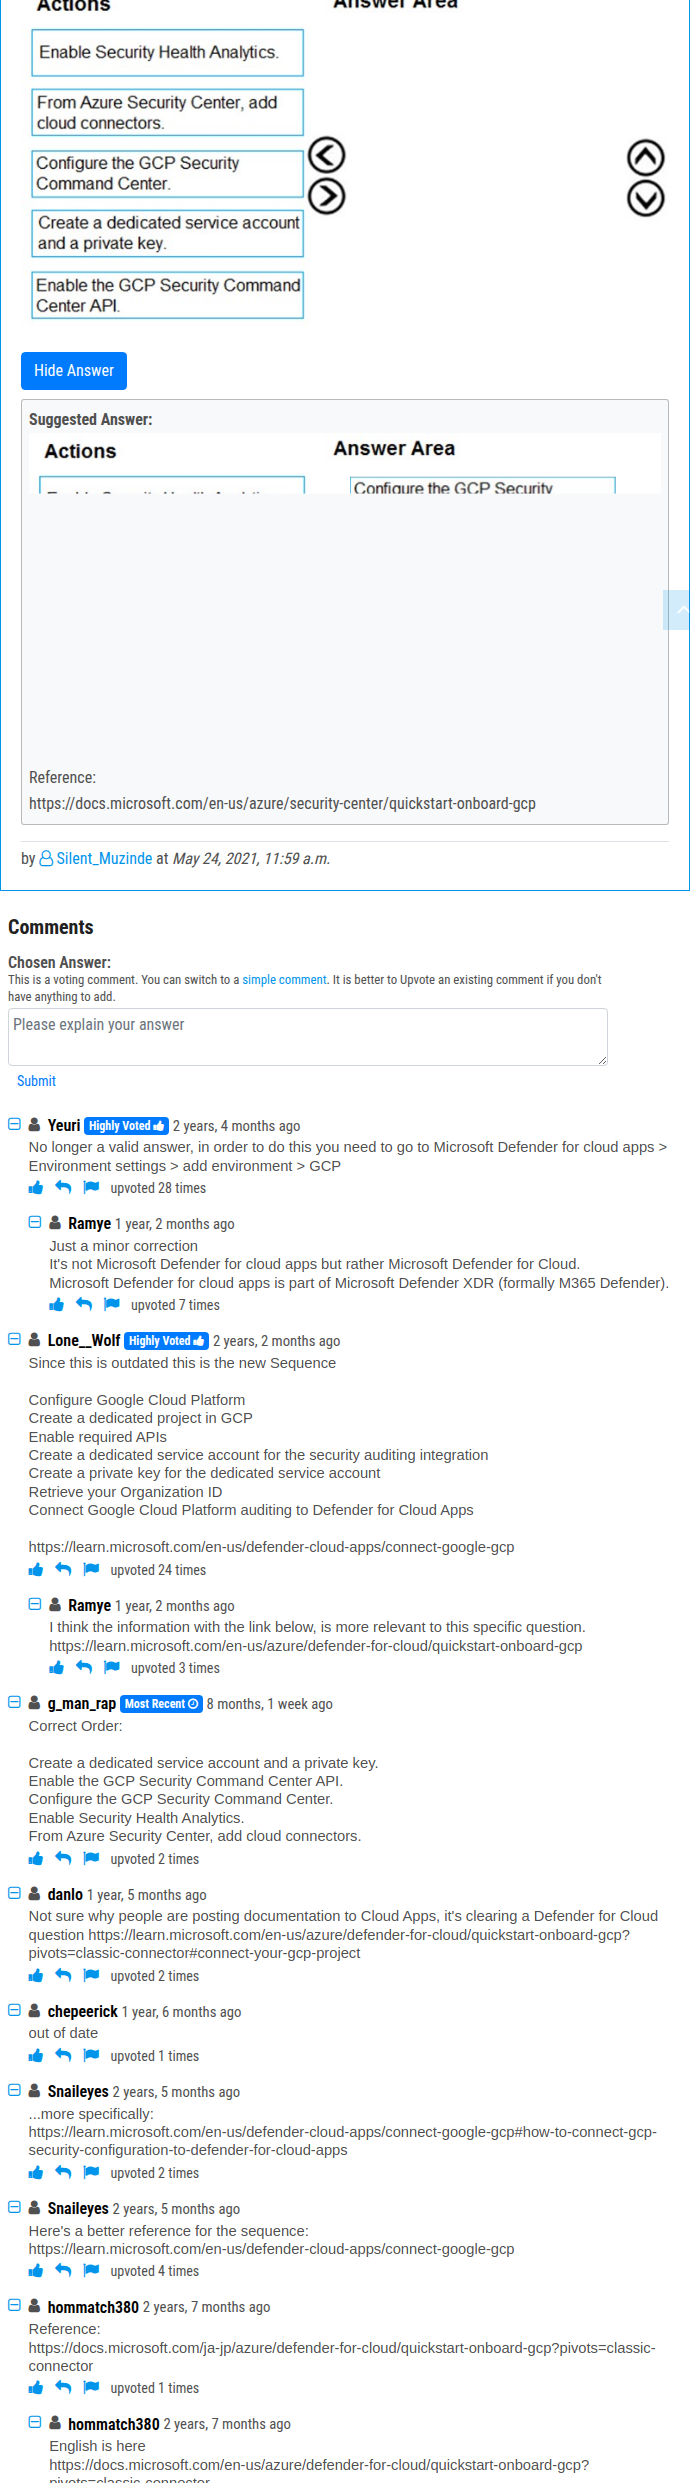 Actions
Answer Area
Enable Security Health Analytics.
From Azure Security Center, add
cloud connectors.
Configure the GCP Security
Command Center.
Create a dedicated service account
and a private key.
Enable the GCP Security Command
Center API.
Hide Answer
Suggested Answer:
Actions
Answer Area
Configure the GCP Security
Reference:
https://docs.microsoft.com/en-us/azure/security-center/quickstart-onboard-gcp
by Silent_Muzinde at May 24, 2021, 11:59 a.m.
Comments
Chosen Answer:
This is a voting comment. You can switch to a simple comment. It is better to Upvote an existing comment if you don't
have anything to add.
Please explain your answer
Submit
Yeuri Highly Voted 2 years, 4 months ago
No longer a valid answer, in order to do this you need to go to Microsoft Defender for cloud apps >
Environment settings > add environment > GCP
upvoted 28 times
Ramye 1 year, 2 months ago
Just a minor correction
It's not Microsoft Defender for cloud apps but rather Microsoft Defender for Cloud.
Microsoft Defender for cloud apps is part of Microsoft Defender XDR (formally M365 Defender).
upvoted 7 times
Lone__Wolf Highly Voted 2 years, 2 months ago
Since this is outdated this is the new Sequence
Configure Google Cloud Platform
Create a dedicated project in GCP
Enable required APIs
Create a dedicated service account for the security auditing integration
Create a private key for the dedicated service account
Retrieve your Organization ID
Connect Google Cloud Platform auditing to Defender for Cloud Apps
https://learn.microsoft.com/en-us/defender-cloud-apps/connect-google-gcp
upvoted 24 times
Ramye 1 year, 2 months ago
I think the information with the link below, is more relevant to this specific question.
https://learn.microsoft.com/en-us/azure/defender-for-cloud/quickstart-onboard-gcp
upvoted 3 times
g_man_rap Most Recent 8 months, 1 week ago
Correct Order:
Create a dedicated service account and a private key.
Enable the GCP Security Command Center API.
Configure the GCP Security Command Center.
Enable Security Health Analytics.
From Azure Security Center, add cloud connectors.
upvoted 2 times
danlo 1 year, 5 months ago
Not sure why people are posting documentation to Cloud Apps, it's clearing a Defender for Cloud
question https://learn.microsoft.com/en-us/azure/defender-for-cloud/quickstart-onboard-gcp?
pivots=classic-connector#connect-your-gcp-project
upvoted 2 times
chepeerick 1 year, 6 months ago
out of date
upvoted 1 times
Snaileyes 2 years, 5 months ago
...more specifically:
https://learn.microsoft.com/en-us/defender-cloud-apps/connect-google-gcp#how-to-connect-gcp-
security-configuration-to-defender-for-cloud-apps
upvoted 2 times
Snaileyes 2 years, 5 months ago
Here's a better reference for the sequence:
https://learn.microsoft.com/en-us/defender-cloud-apps/connect-google-gcp
upvoted 4 times
hommatch380 2 years, 7 months ago
Reference:
https://docs.microsoft.com/ja-jp/azure/defender-for-cloud/quickstart-onboard-gcp?pivots=classic-
connector
upvoted 1 times
hommatch380 2 years, 7 months ago
English is here
https://docs.microsoft.com/en-us/azure/defender-for-cloud/quickstart-onboard-gcp?
pivots=classic-connector